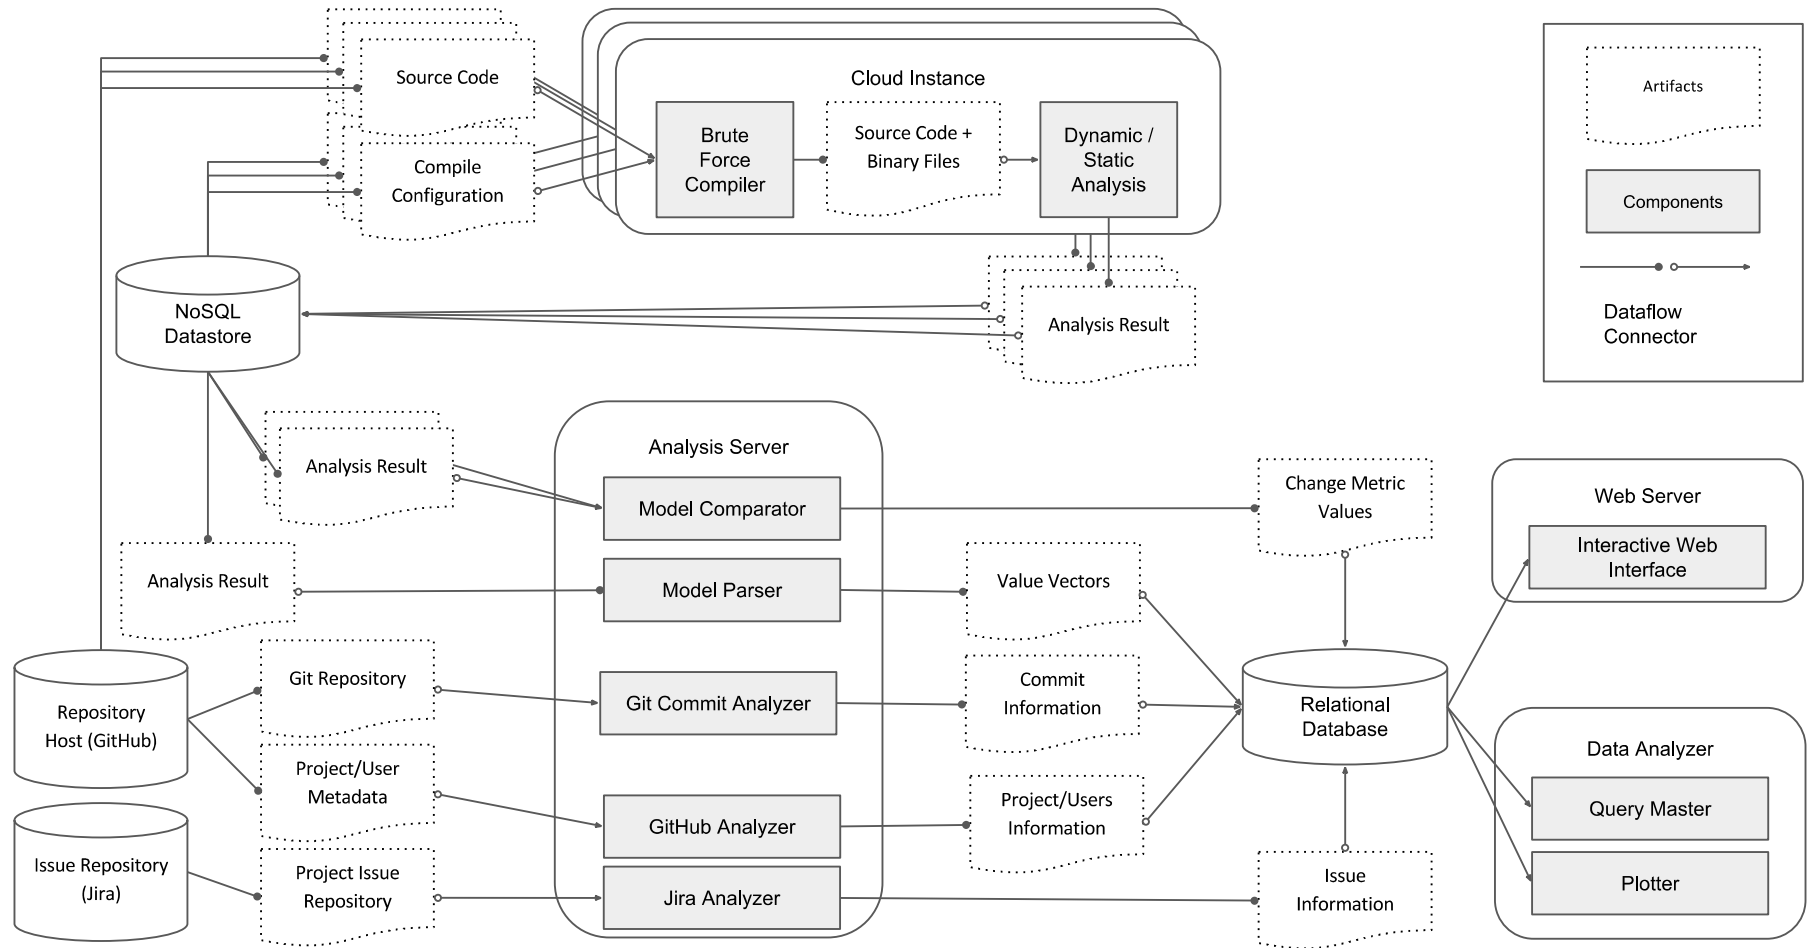 Source Code
Compile
Configuration
Cloud Instance
Brute
Force
Compiler
Source Code +
Binary Files
Dynamic /
Static
Analysis
Artifacts
Components
Dataflow
Connector
NoSQL
Datastore
Analysis Result
Analysis Result
Analysis Result
Analysis Server
Model Comparator
Model Parser
Git Commit Analyzer
GitHub Analyzer
Jira Analyzer
Repository
Host (GitHub)
Issue Repository
(Jira)
Git Repository
Project/User
Metadata
Project Issue
Repository
Value Vectors
Commit
Information
Project/Users
Information
Change Metric
Values
Relational
Database
Issue
Information
Web Server
Interactive Web
Interface
Data Analyzer
Query Master
Plotter